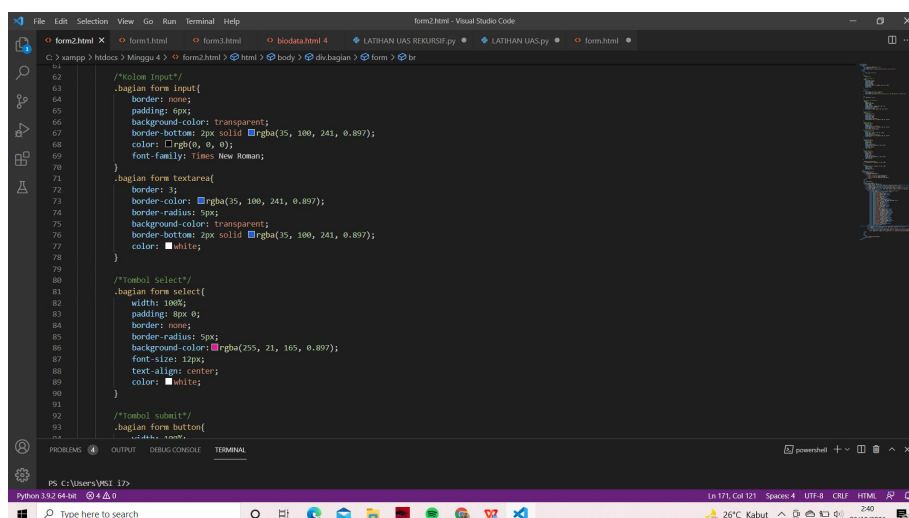 File Edit Selection View Go Run Terminal Help form2.html - Visual Studio Code
form2.html form1.html form3.html biodata.html 4 LATIHAN UAS REKURSIF.py LATIHAN UAS.py form.html
C: > xampp > htdocs > Minggu 4 > form2.html > html > body > div.bagian > form > br
61
62 /*Kolom Input*/
63 .bagian form input{
64 border: none;
65 padding: 6px;
66 background-color: transparent;
67 border-bottom: 2px solid rgba(35, 100, 241, 0.897);
68 color: rgb(0, 0, 0);
69 font-family: Times New Roman;
70 }
71 .bagian form textarea{
72 border: 3;
73 border-color: rgba(35, 100, 241, 0.897);
74 border-radius: 5px;
75 background-color: transparent;
76 border-bottom: 2px solid rgba(35, 100, 241, 0.897);
77 color: white;
78 }
79
80 /*Tombol Select*/
81 .bagian form select{
82 width: 100%;
83 padding: 8px 0;
84 border: none;
85 border-radius: 5px;
86 background-color: rgba(255, 21, 165, 0.897);
87 font-size: 12px;
88 text-align: center;
89 color: white;
90 }
91
92 /*Tombol submit*/
93 .bagian form button{
94 width: 100%;
PROBLEMS 4 OUTPUT DEBUG CONSOLE TERMINAL powershell
PS C:\Users\MSI i7>
Python 3.9.2 64-bit 4 0 Ln 171, Col 121 Spaces: 4 UTF-8 CRLF HTML
Type here to search 26°C Kabut 2:40